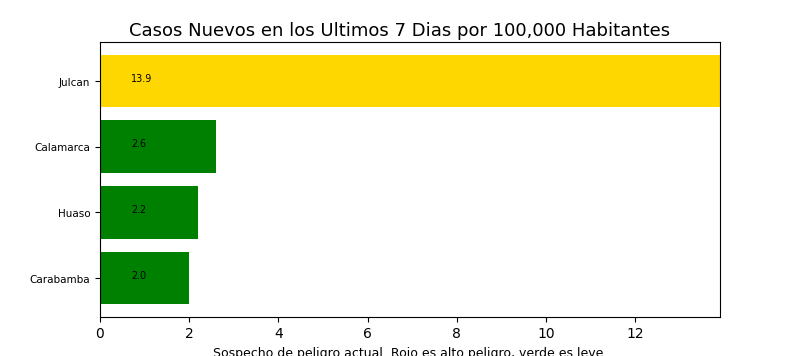 Casos Nuevos en los Ultimos 7 Dias por 100,000 Habitantes
Julcan
13.9
Calamarca
2.6
Huaso
2.2
Carabamba
2.0
0 2 4 6 8 10 12
Sospecho de peligro actual. Rojo es alto peligro, verde es leve